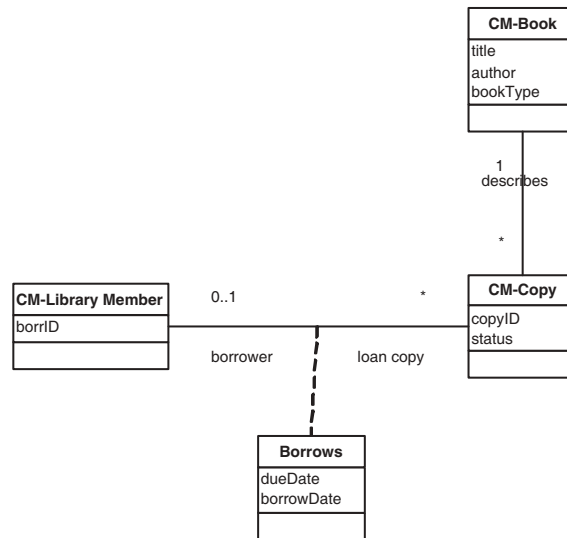 CM-Book
title
author
bookType
1
describes
*
CM-Library Member
borrID
0..1
*
borrower
loan copy
CM-Copy
copyID
status
Borrows
dueDate
borrowDate